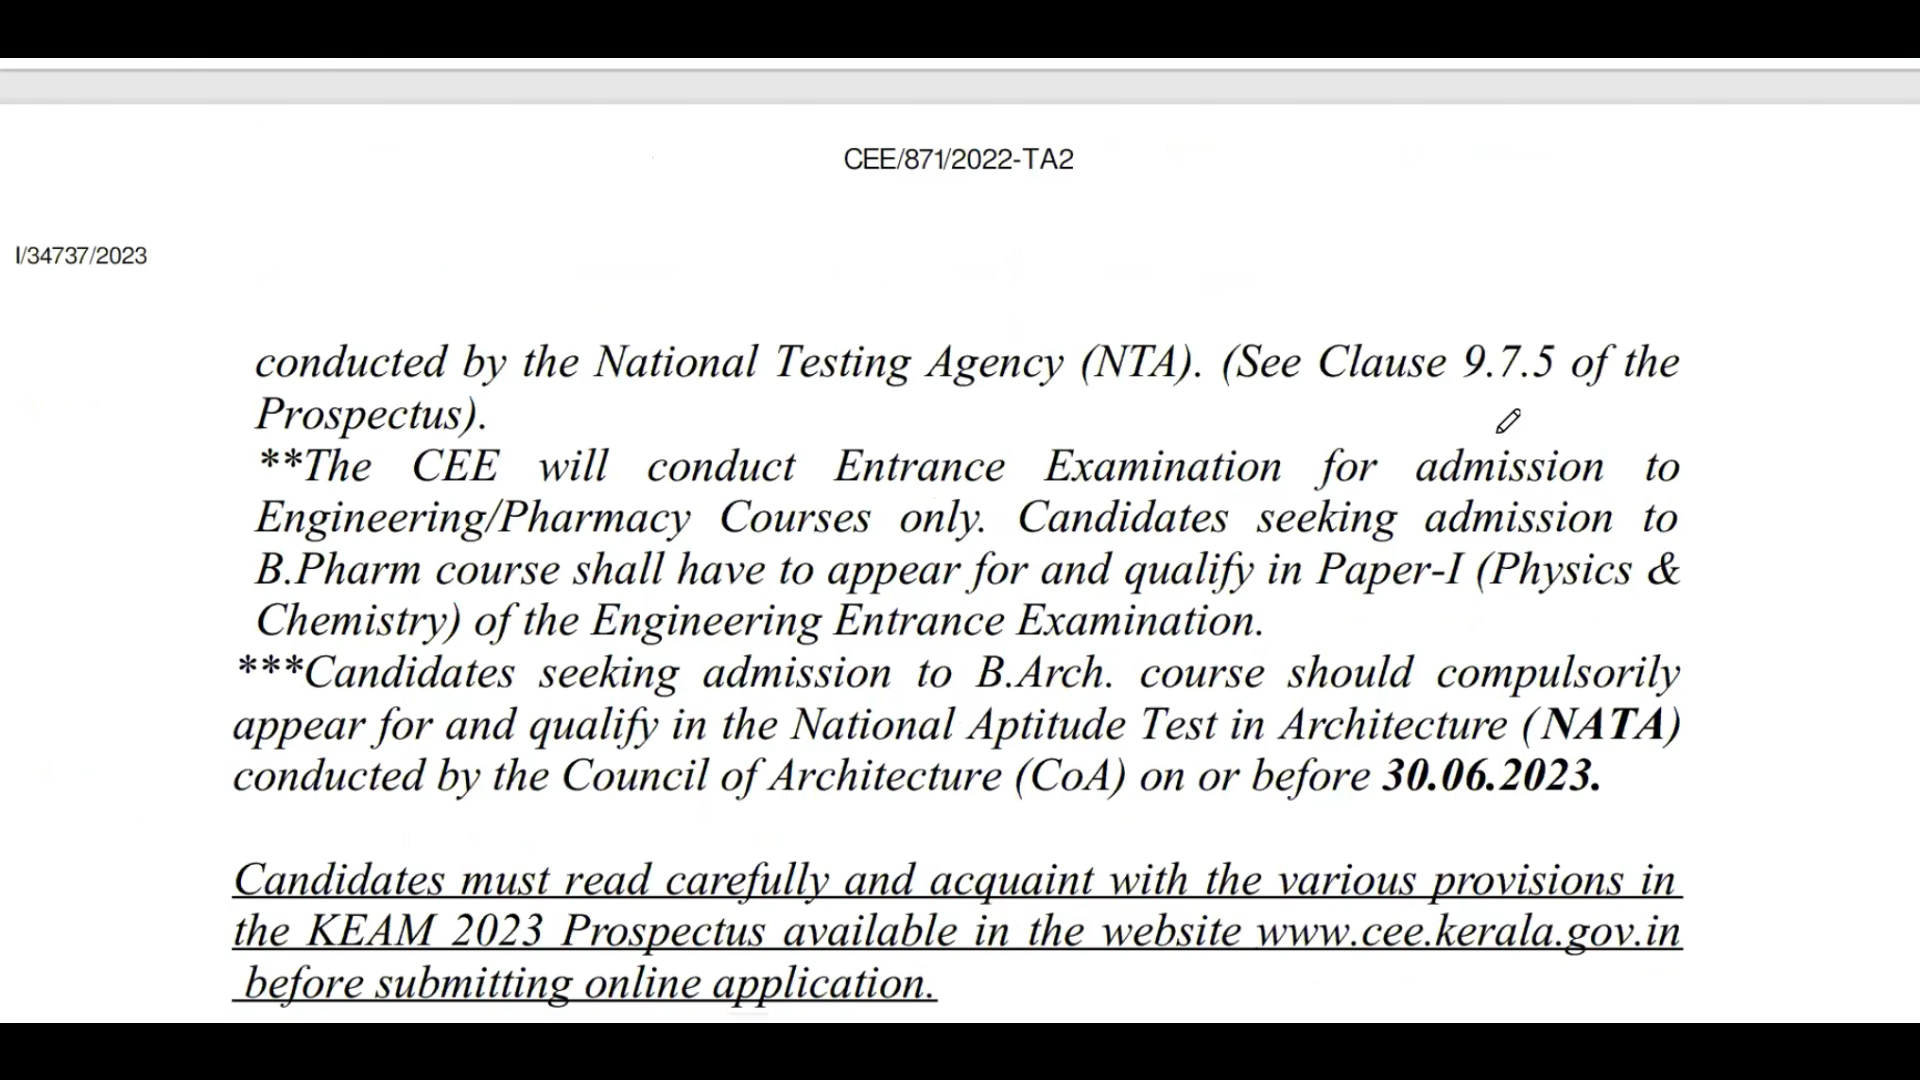 CEE/871/2022-TA2
I/34737/2023
conducted by the National Testing Agency (NTA). (See Clause 9.7.5 of the
Prospectus).
**The CEE will conduct Entrance Examination for admission to
Engineering/Pharmacy Courses only. Candidates seeking admission to
B.Pharm course shall have to appear for and qualify in Paper-I (Physics &
Chemistry) of the Engineering Entrance Examination.
***Candidates seeking admission to B.Arch. course should compulsorily
appear for and qualify in the National Aptitude Test in Architecture (NATA)
conducted by the Council of Architecture (CoA) on or before 30.06.2023.
Candidates must read carefully and acquaint with the various provisions in
the KEAM 2023 Prospectus available in the website www.cee.kerala.gov.in
before submitting online application.